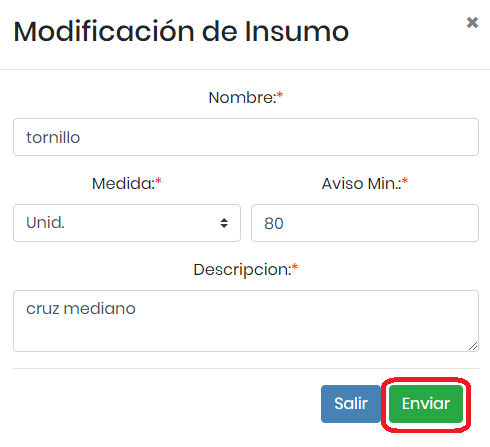 Modificación de Insumo
×
Nombre:*
tornillo
Medida:* Aviso Min.:*
Unid. 80
Descripcion:*
cruz mediano
Salir Enviar